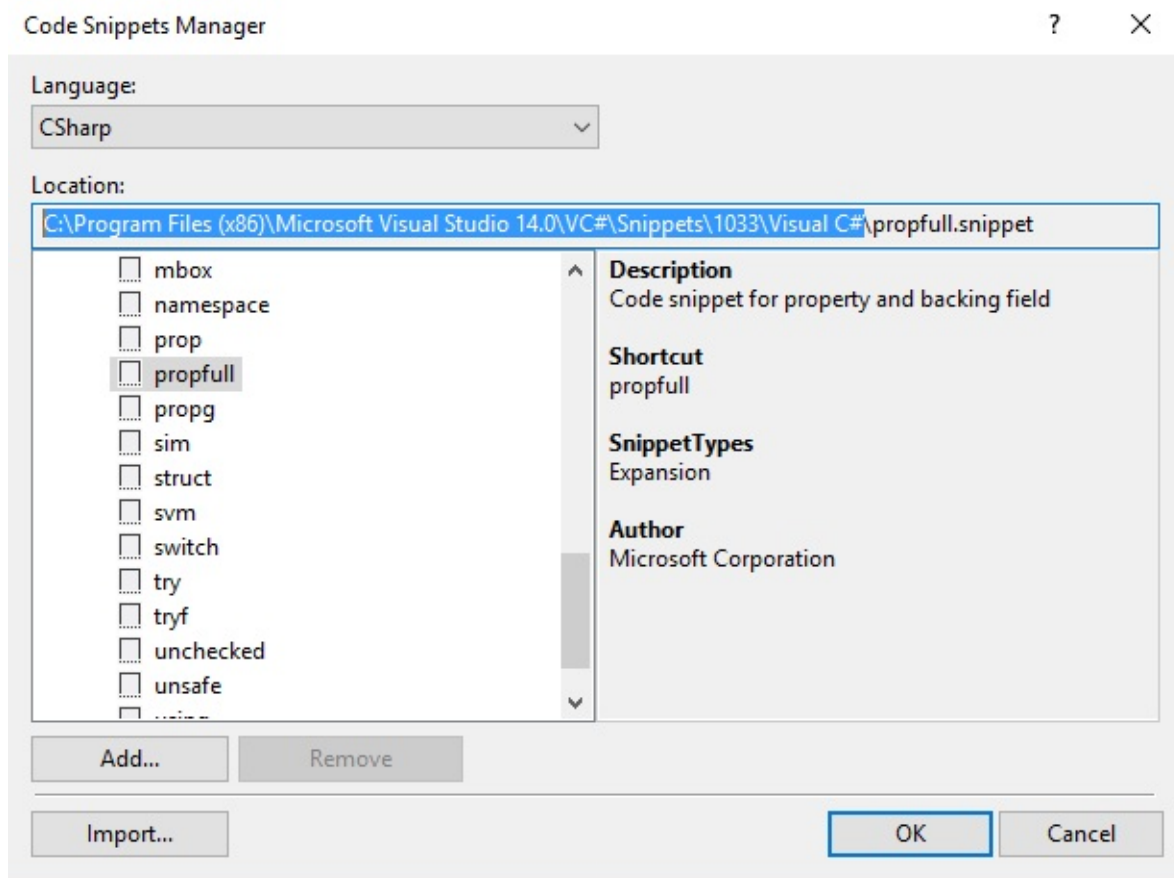 Code Snippets Manager
?
Language:
CSharp
Location:
C:\Program Files (x86)\Microsoft Visual Studio 14.0\VC#\Snippets\1033\Visual C#\propfull.snippet
mbox
namespace
prop
propfull
propg
sim
struct
svm
switch
try
tryf
unchecked
unsafe
Description
Code snippet for property and backing field
Shortcut
propfull
SnippetTypes
Expansion
Author
Microsoft Corporation
Add...
Remove
Import...
OK
Cancel